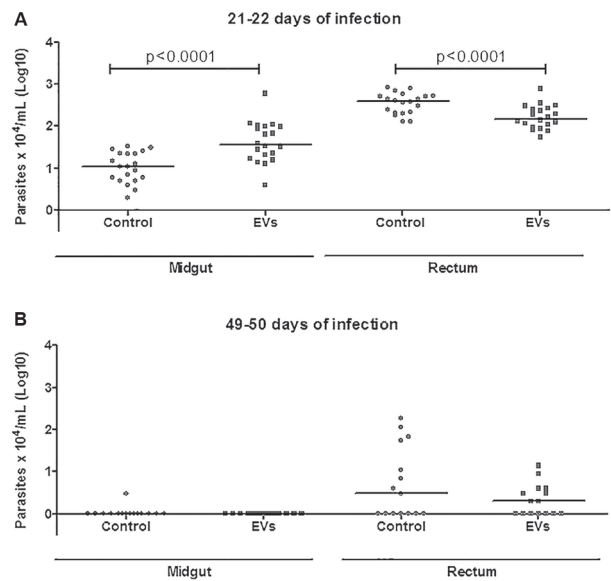 A
21-22 days of infection
Parasites x 10⁴/mL (Log10)
4
3
2
1
0
p<0.0001
p<0.0001
Control
EVs
Control
EVs
Midgut
Rectum
B
49-50 days of infection
Parasites x 10⁴/mL (Log10)
4
3
2
1
0
Control
EVs
Control
EVs
Midgut
Rectum